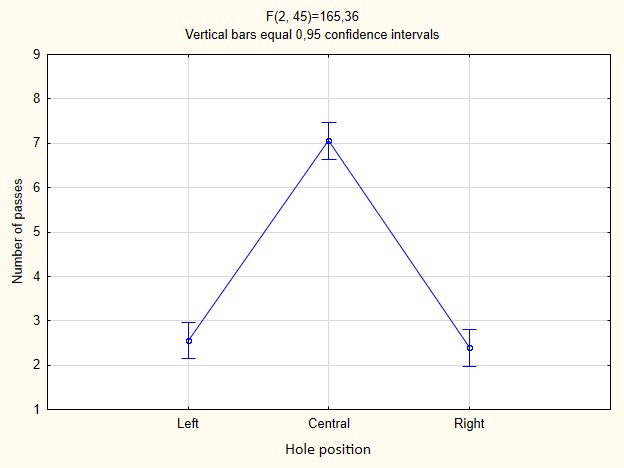 F(2, 45)=165,36
Vertical bars equal 0,95 confidence intervals
9
8
7
6
5
4
3
2
1
Number of passes
Left Central Right
Hole position